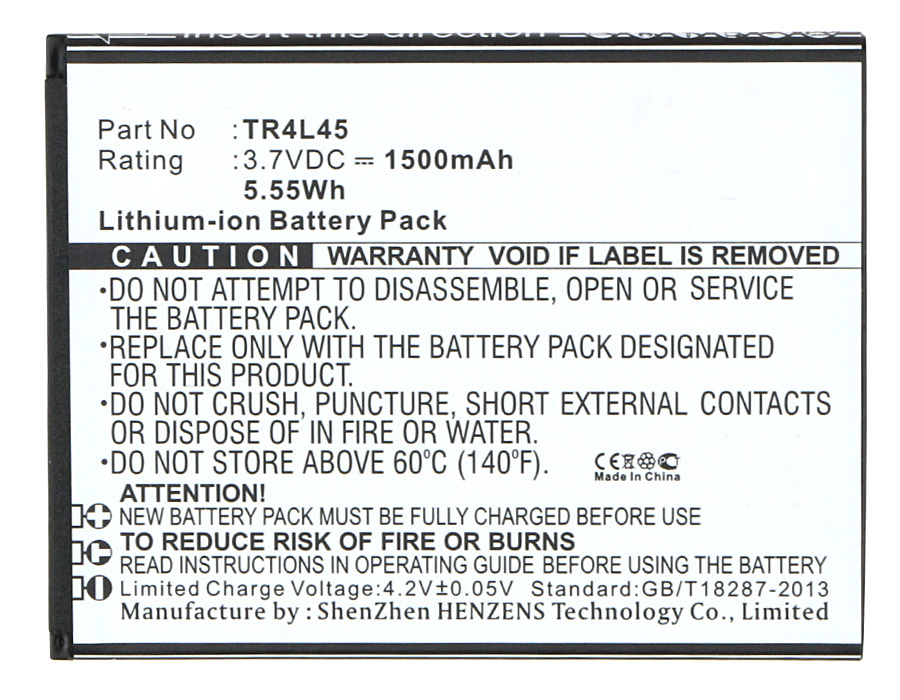 Insert this direction
Part No : TR4L45
Rating : 3.7VDC ⎓ 1500mAh
5.55Wh
Lithium-ion Battery Pack
CAUTION WARRANTY VOID IF LABEL IS REMOVED
•DO NOT ATTEMPT TO DISASSEMBLE, OPEN OR SERVICE
THE BATTERY PACK.
•REPLACE ONLY WITH THE BATTERY PACK DESIGNATED
FOR THIS PRODUCT.
•DO NOT CRUSH, PUNCTURE, SHORT EXTERNAL CONTACTS
OR DISPOSE OF IN FIRE OR WATER.
•DO NOT STORE ABOVE 60°C (140°F).
CE
Made In China
ATTENTION!
NEW BATTERY PACK MUST BE FULLY CHARGED BEFORE USE
TO REDUCE RISK OF FIRE OR BURNS
READ INSTRUCTIONS IN OPERATING GUIDE BEFORE USING THE BATTERY
Limited Charge Voltage:4.2V±0.05V Standard:GB/T18287-2013
Manufacture by : ShenZhen HENZENS Technology Co., Limited